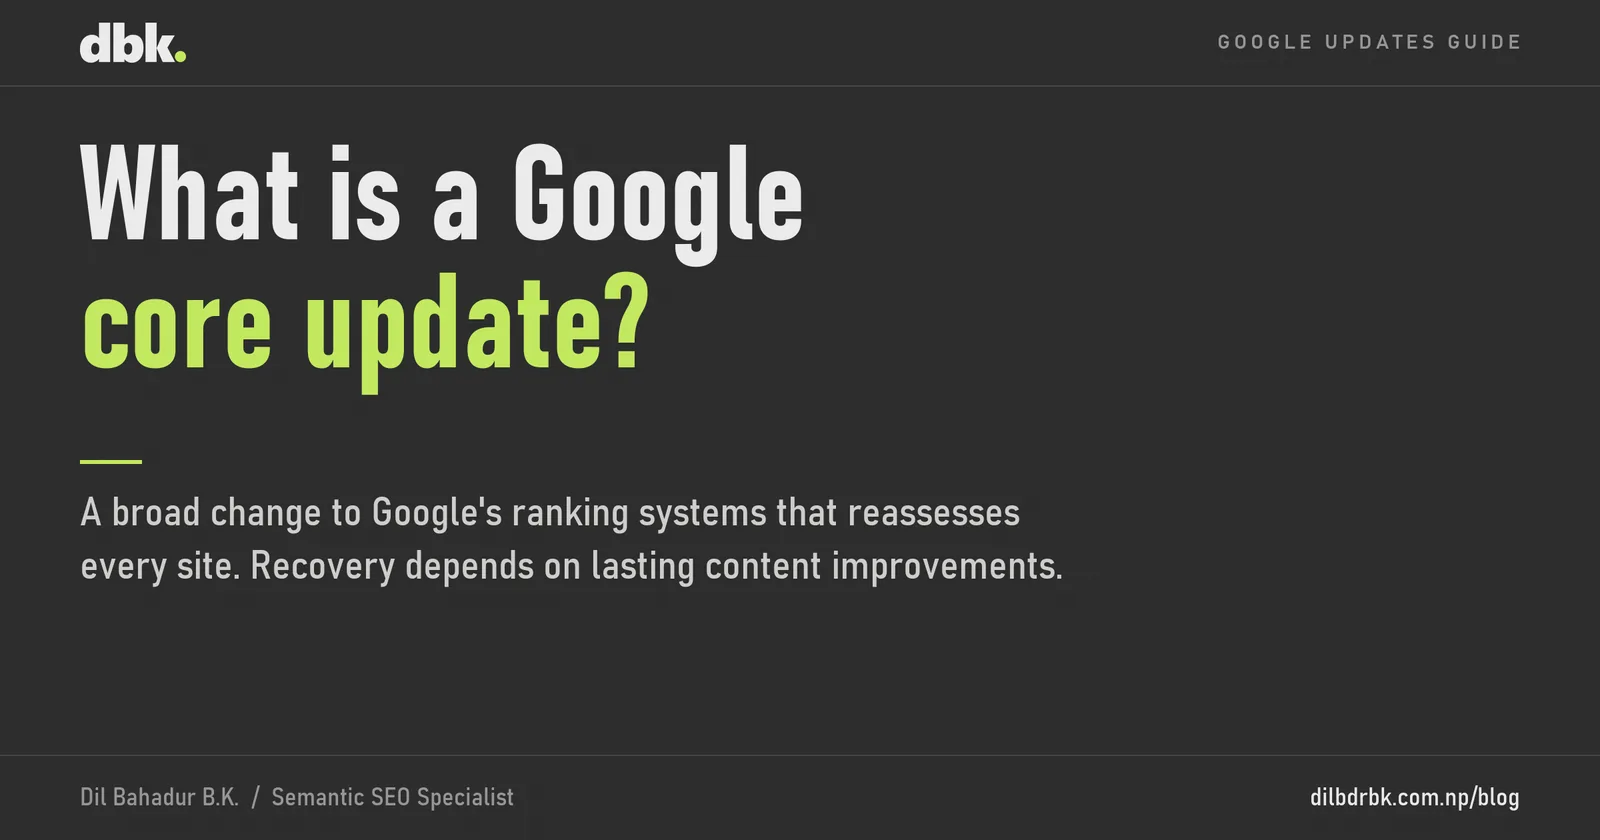 dbk.
GOOGLE UPDATES GUIDE
What is a Google
core update?
A broad change to Google's ranking systems that reassesses
every site. Recovery depends on lasting content improvements.
Dil Bahadur B.K. / Semantic SEO Specialist
dilbdrbk.com.np/blog